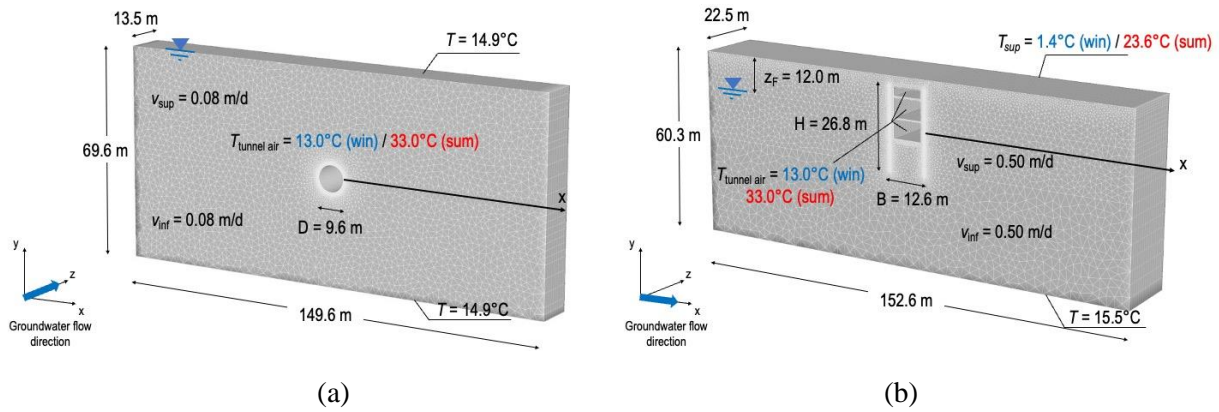 13.5 m
T = 14.9°C
v_sup = 0.08 m/d
69.6 m
T_tunnel air = 13.0°C (win) / 33.0°C (sum)
x
v_inf = 0.08 m/d
D = 9.6 m
y
z
x
Groundwater flow
direction
149.6 m
T = 14.9°C
(a)
22.5 m
T_sup = 1.4°C (win) / 23.6°C (sum)
z_F = 12.0 m
60.3 m
H = 26.8 m
x
v_sup = 0.50 m/d
T_tunnel air = 13.0°C (win)
33.0°C (sum)
B = 12.6 m
v_inf = 0.50 m/d
y
z
x
Groundwater flow
direction
152.6 m
T = 15.5°C
(b)